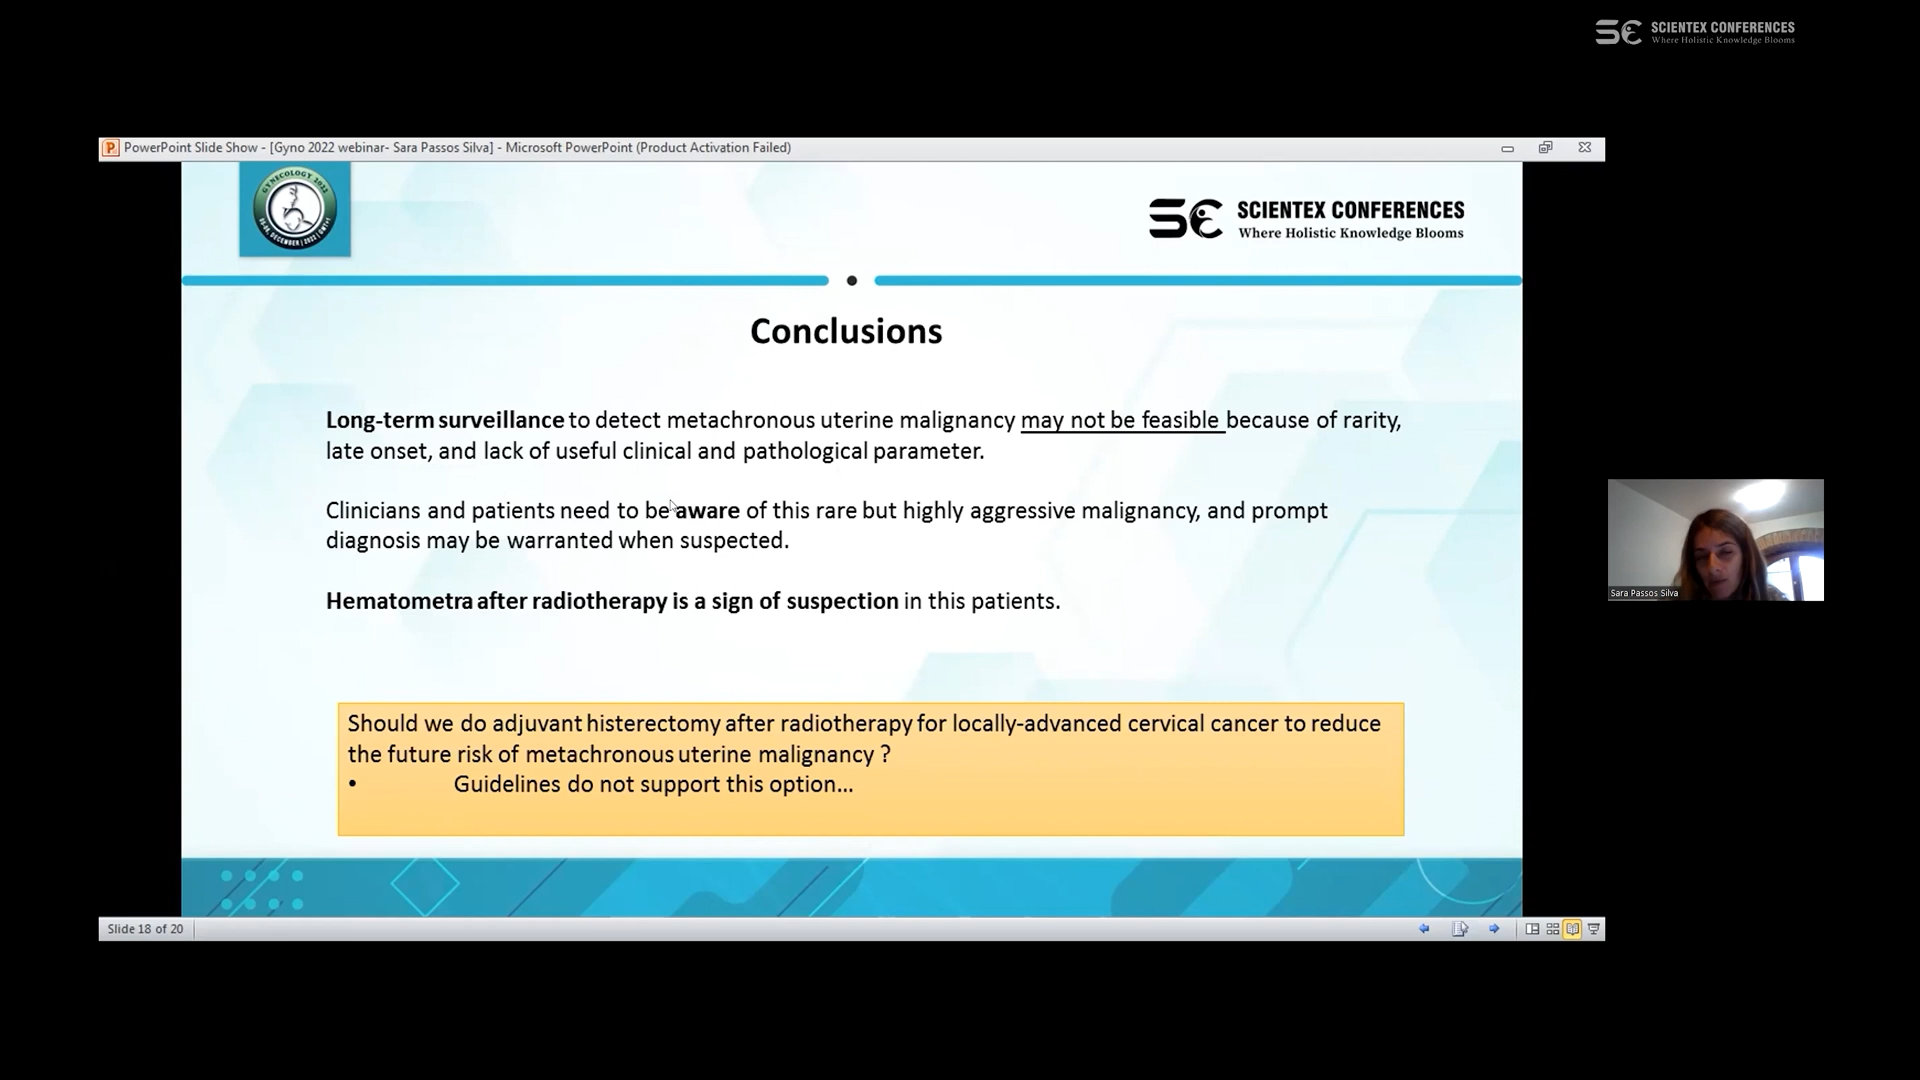 SCIENTEX CONFERENCES
Where Holistic Knowledge Blooms
PowerPoint Slide Show - [Gyno 2022 webinar- Sara Passos Silva] - Microsoft PowerPoint (Product Activation Failed)
GYNECOLOGY 2022
SCIENTEX CONFERENCES
Where Holistic Knowledge Blooms
Conclusions
Long-term surveillance to detect metachronous uterine malignancy may not be feasible because of rarity,
late onset, and lack of useful clinical and pathological parameter.
Clinicians and patients need to be aware of this rare but highly aggressive malignancy, and prompt
diagnosis may be warranted when suspected.
Hematometra after radiotherapy is a sign of suspection in this patients.
Sara Passos Silva
Should we do adjuvant histerectomy after radiotherapy for locally-advanced cervical cancer to reduce
the future risk of metachronous uterine malignancy ?
• Guidelines do not support this option...
Slide 18 of 20